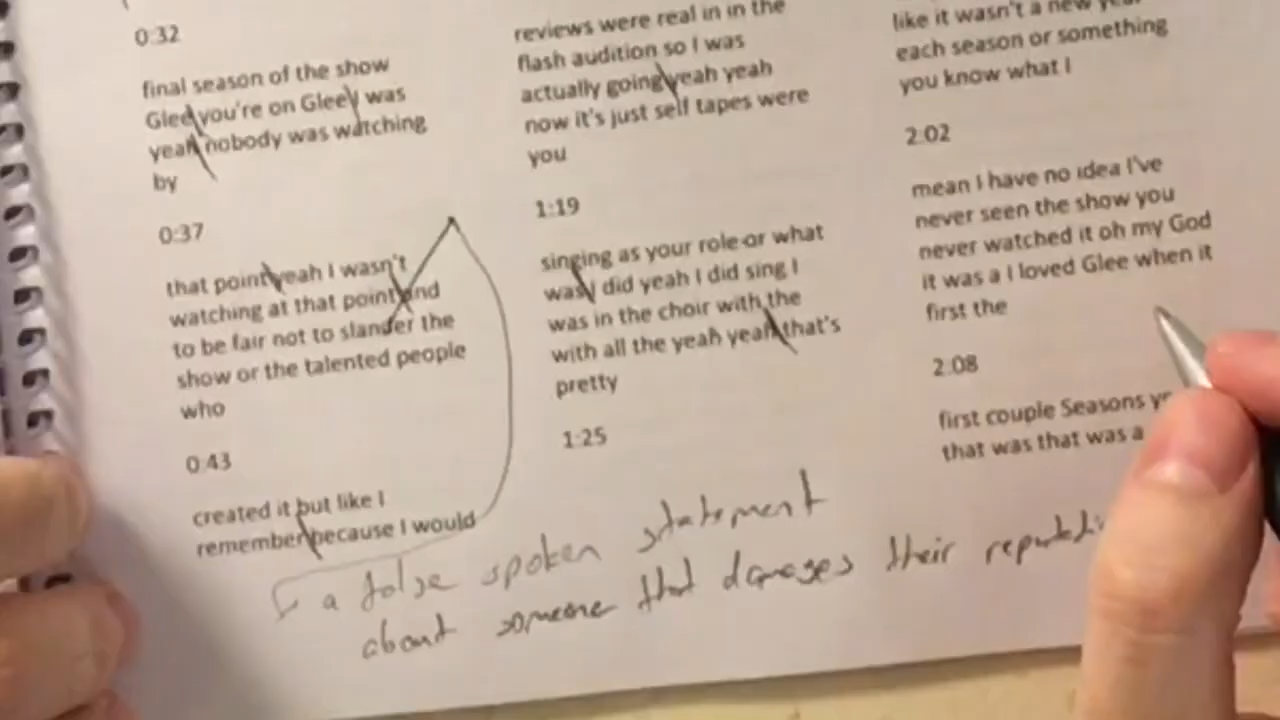 0:32
final season of the show
Glee you're on Glee I was
yeah nobody was watching
by
0:37
that point yeah I wasn't
watching at that point and
to be fair not to slander the
show or the talented people
who
0:43
created it but like I
remember because I would
reviews were real in in the
flash audition so I was
actually going yeah yeah
now it's just self tapes were
you
1:19
singing as your role or what
was I did yeah I did sing I
was in the choir with the
with all the yeah yeah that's
pretty
1:25
like it wasn't a new year
each season or something
you know what I
2:02
mean I have no idea I've
never seen the show you
never watched it oh my God
it was a I loved Glee when it
first the
2:08
first couple Seasons
that was that was a
a false spoken statement
about someone that damages their